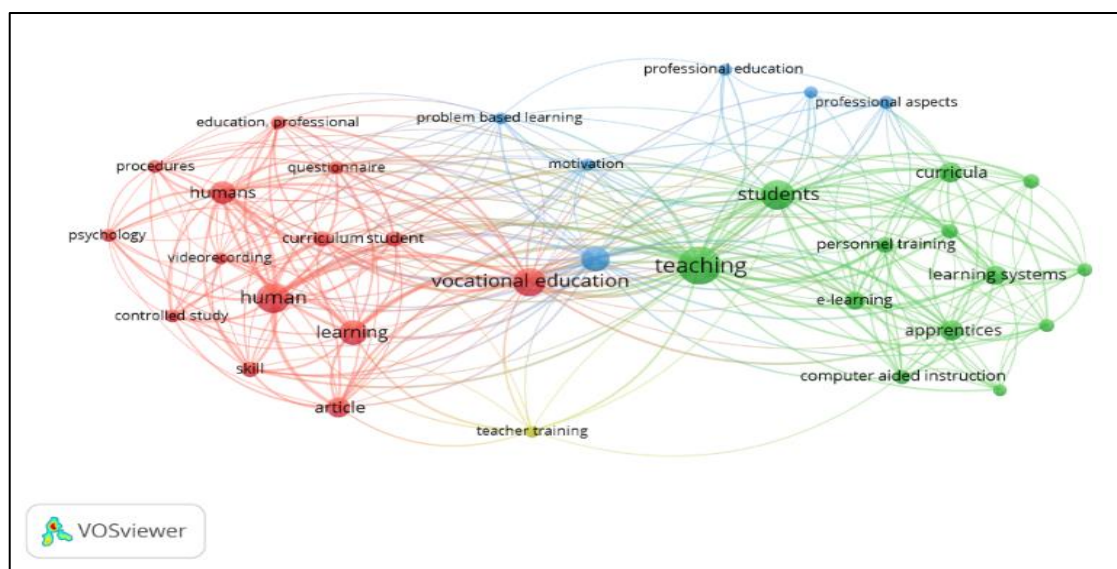 professional education
professional aspects
problem based learning
education, professional
motivation
procedures
questionnaire
curricula
humans
students
psychology
curriculum
student
personnel training
videorecording
teaching
learning systems
vocational education
human
e-learning
controlled study
learning
apprentices
skill
computer aided instruction
article
teacher training
VOSviewer